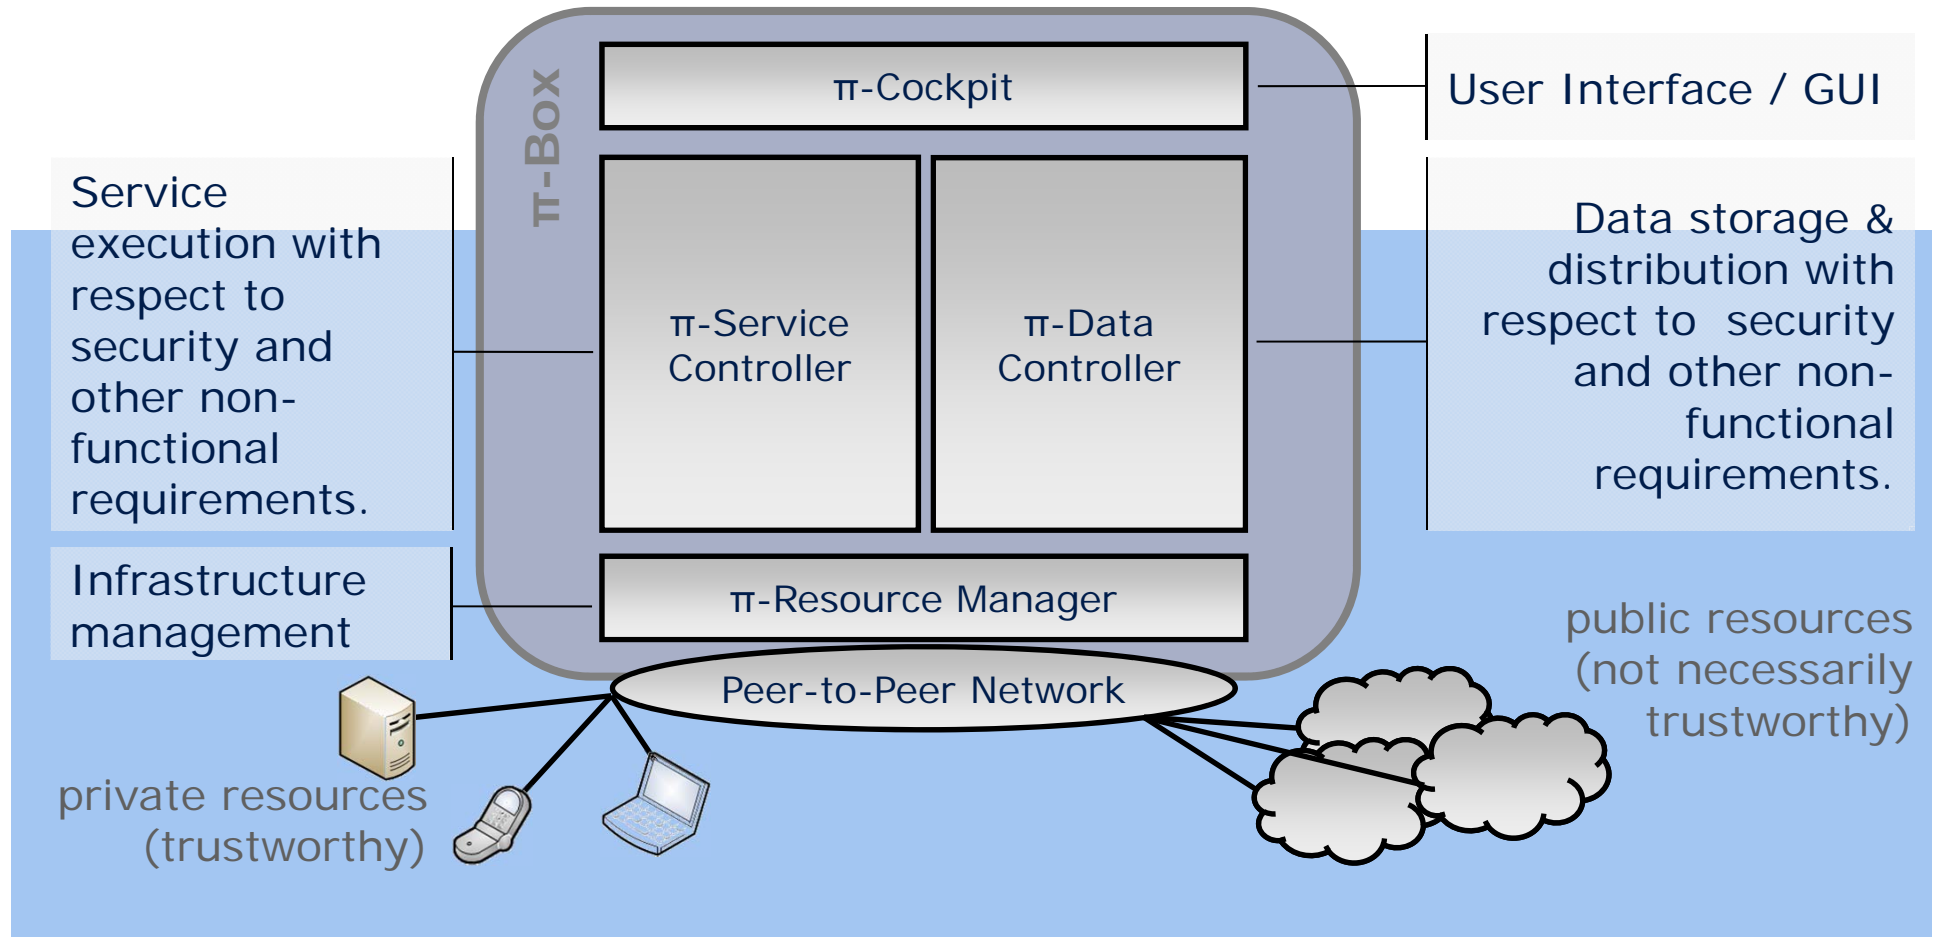 π-Box
π-Cockpit
User Interface / GUI
Service
execution with
respect to
security and
other non-
functional
requirements.
π-Service
Controller
π-Data
Controller
Data storage &
distribution with
respect to  security
and other non-
functional
requirements.
Infrastructure
management
π-Resource Manager
Peer-to-Peer Network
private resources
(trustworthy)
public resources
(not necessarily
trustworthy)